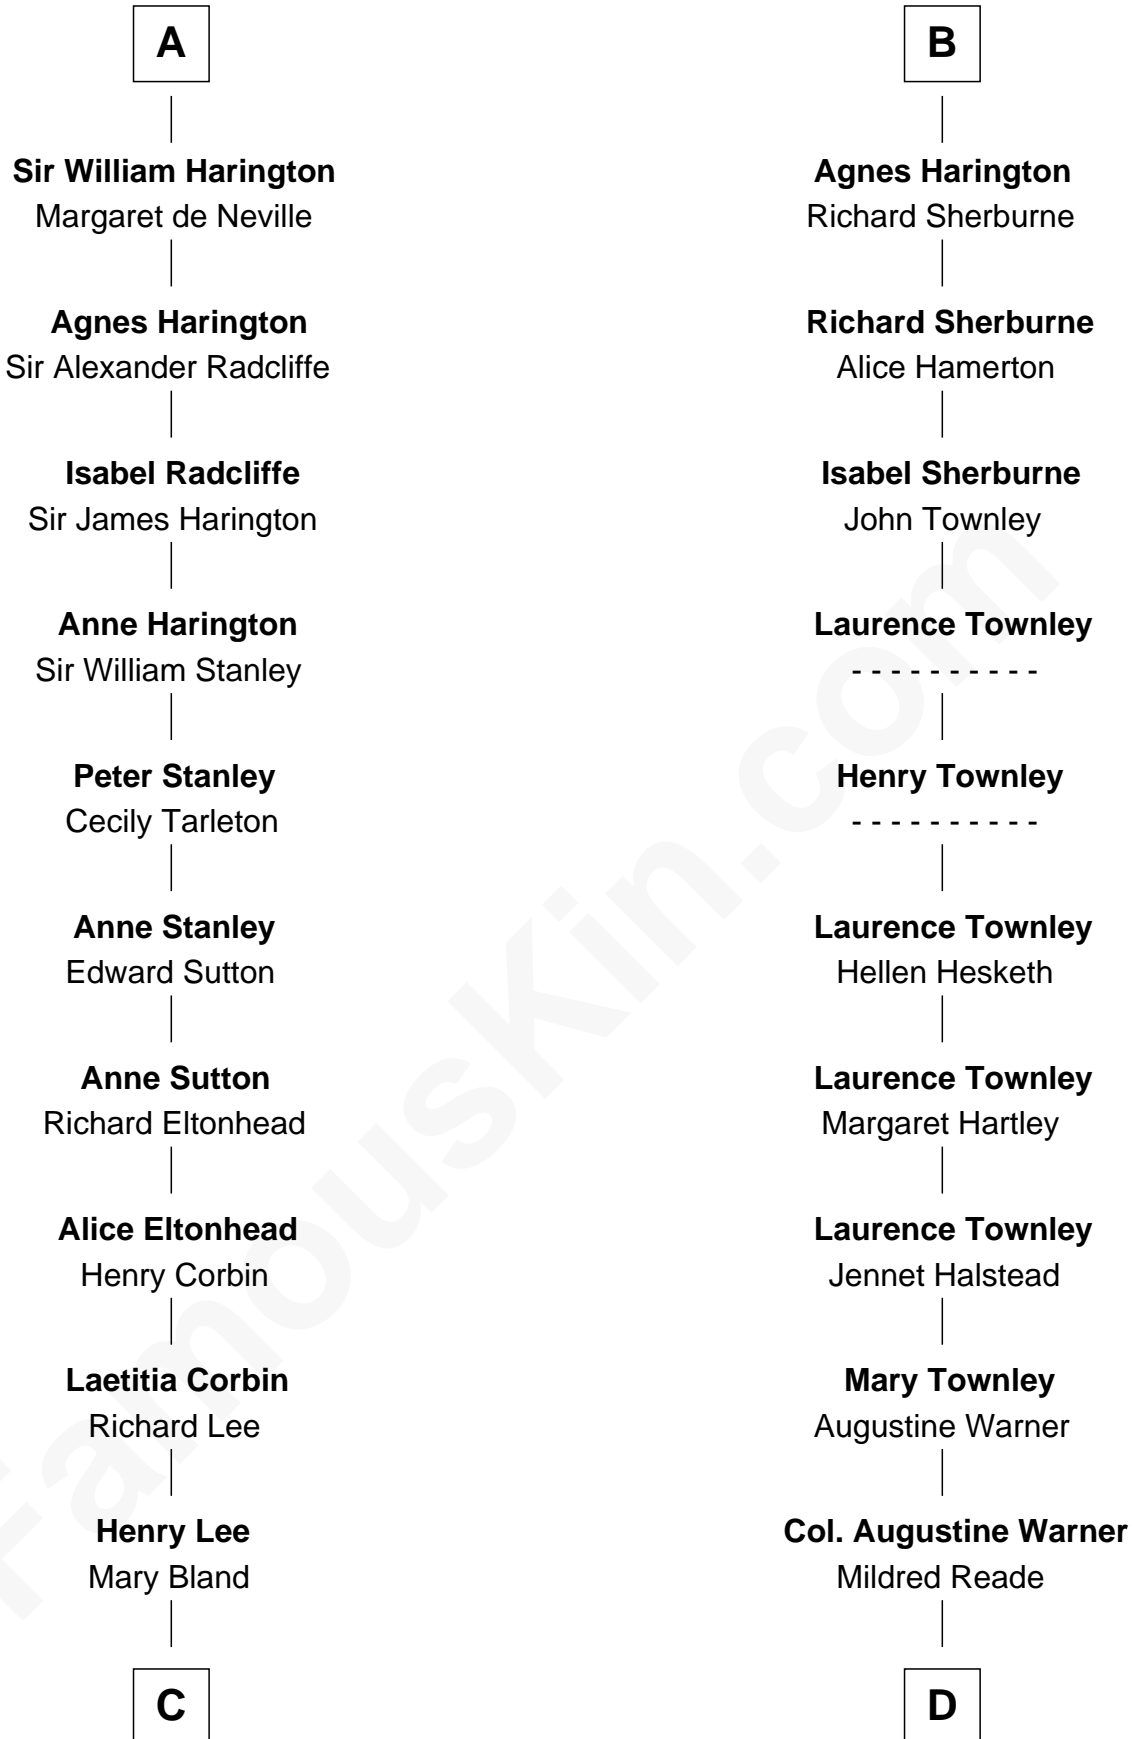 A
Sir William Harington
Margaret de Neville
Agnes Harington
Sir Alexander Radcliffe
Isabel Radcliffe
Sir James Harington
Anne Harington
Sir William Stanley
Peter Stanley
Cecily Tarleton
Anne Stanley
Edward Sutton
Anne Sutton
Richard Eltonhead
Alice Eltonhead
Henry Corbin
Laetitia Corbin
Richard Lee
Henry Lee
Mary Bland
C
B
Agnes Harington
Richard Sherburne
Richard Sherburne
Alice Hamerton
Isabel Sherburne
John Townley
Laurence Townley
- - - - - - - - - -
Henry Townley
- - - - - - - - - -
Laurence Townley
Hellen Hesketh
Laurence Townley
Margaret Hartley
Laurence Townley
Jennet Halstead
Mary Townley
Augustine Warner
Col. Augustine Warner
Mildred Reade
D
FamousKin.com